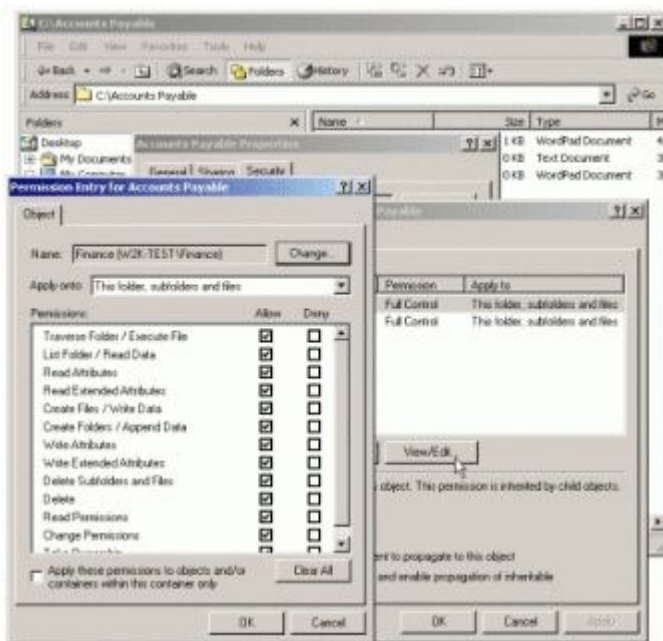 C:\Accounts Payable
File Edit View Favorites Tools Help
Back Search Folders History
Address C:\Accounts Payable Go
Folders Name Size Type
Desktop Accounts Payable Properties 1 KB WordPad Document
My Documents 0 KB Text Document
My Computer General Sharing Security 0 KB WordPad Document
Permission Entry for Accounts Payable
Payable
Object
Name: Finance (W2K-TEST\Finance) Change...
Apply onto: This folder, subfolders and files
Permission Apply to
Full Control This folder, subfolders and files
Full Control This folder, subfolders and files
Permissions: Allow Deny
Traverse Folder / Execute File
List Folder / Read Data
Read Attributes
Read Extended Attributes
Create Files / Write Data
Create Folders / Append Data
Write Attributes
Write Extended Attributes
Delete Subfolders and Files
Delete
Read Permissions
Change Permissions
Take Ownership
View/Edit...
object. This permission is inherited by child objects.
Apply these permissions to objects and/or
containers within this container only
Clear All
ent to propagate to this object
and enable propagation of inheritable
OK Cancel
OK Cancel Apply